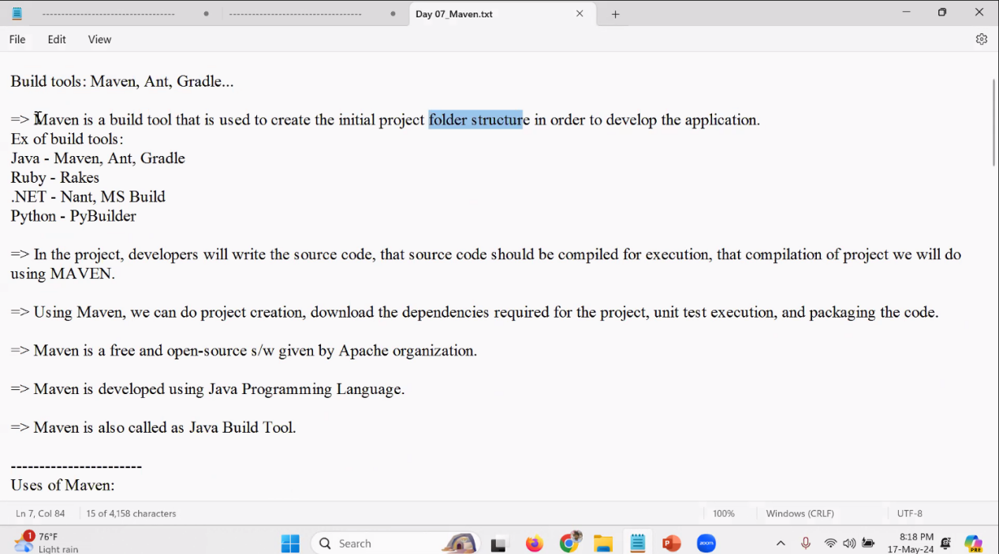 --------------------------------
--------------------------------
Day 07_Maven.txt
File Edit View
Build tools: Maven, Ant, Gradle...
=> Maven is a build tool that is used to create the initial project folder structure in order to develop the application.
Ex of build tools:
Java - Maven, Ant, Gradle
Ruby - Rakes
.NET - Nant, MS Build
Python - PyBuilder
=> In the project, developers will write the source code, that source code should be compiled for execution, that compilation of project we will do
using MAVEN.
=> Using Maven, we can do project creation, download the dependencies required for the project, unit test execution, and packaging the code.
=> Maven is a free and open-source s/w given by Apache organization.
=> Maven is developed using Java Programming Language.
=> Maven is also called as Java Build Tool.
-----------------------
Uses of Maven:
Ln 7, Col 84 15 of 4,158 characters 100% Windows (CRLF) UTF-8
1 76°F
Light rain
Search
zoom
8:18 PM
17-May-24
PRE